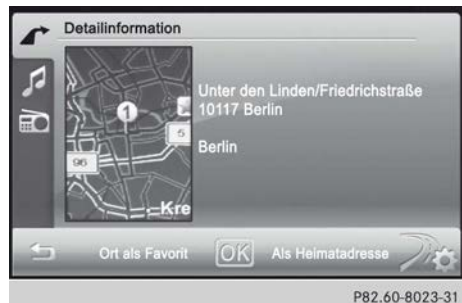 Detailinformation
1
Unter den Linden/Friedrichstraße
10117 Berlin
5
Berlin
96
Kre
Ort als Favorit OK Als Heimatadresse
P82.60-8023-31